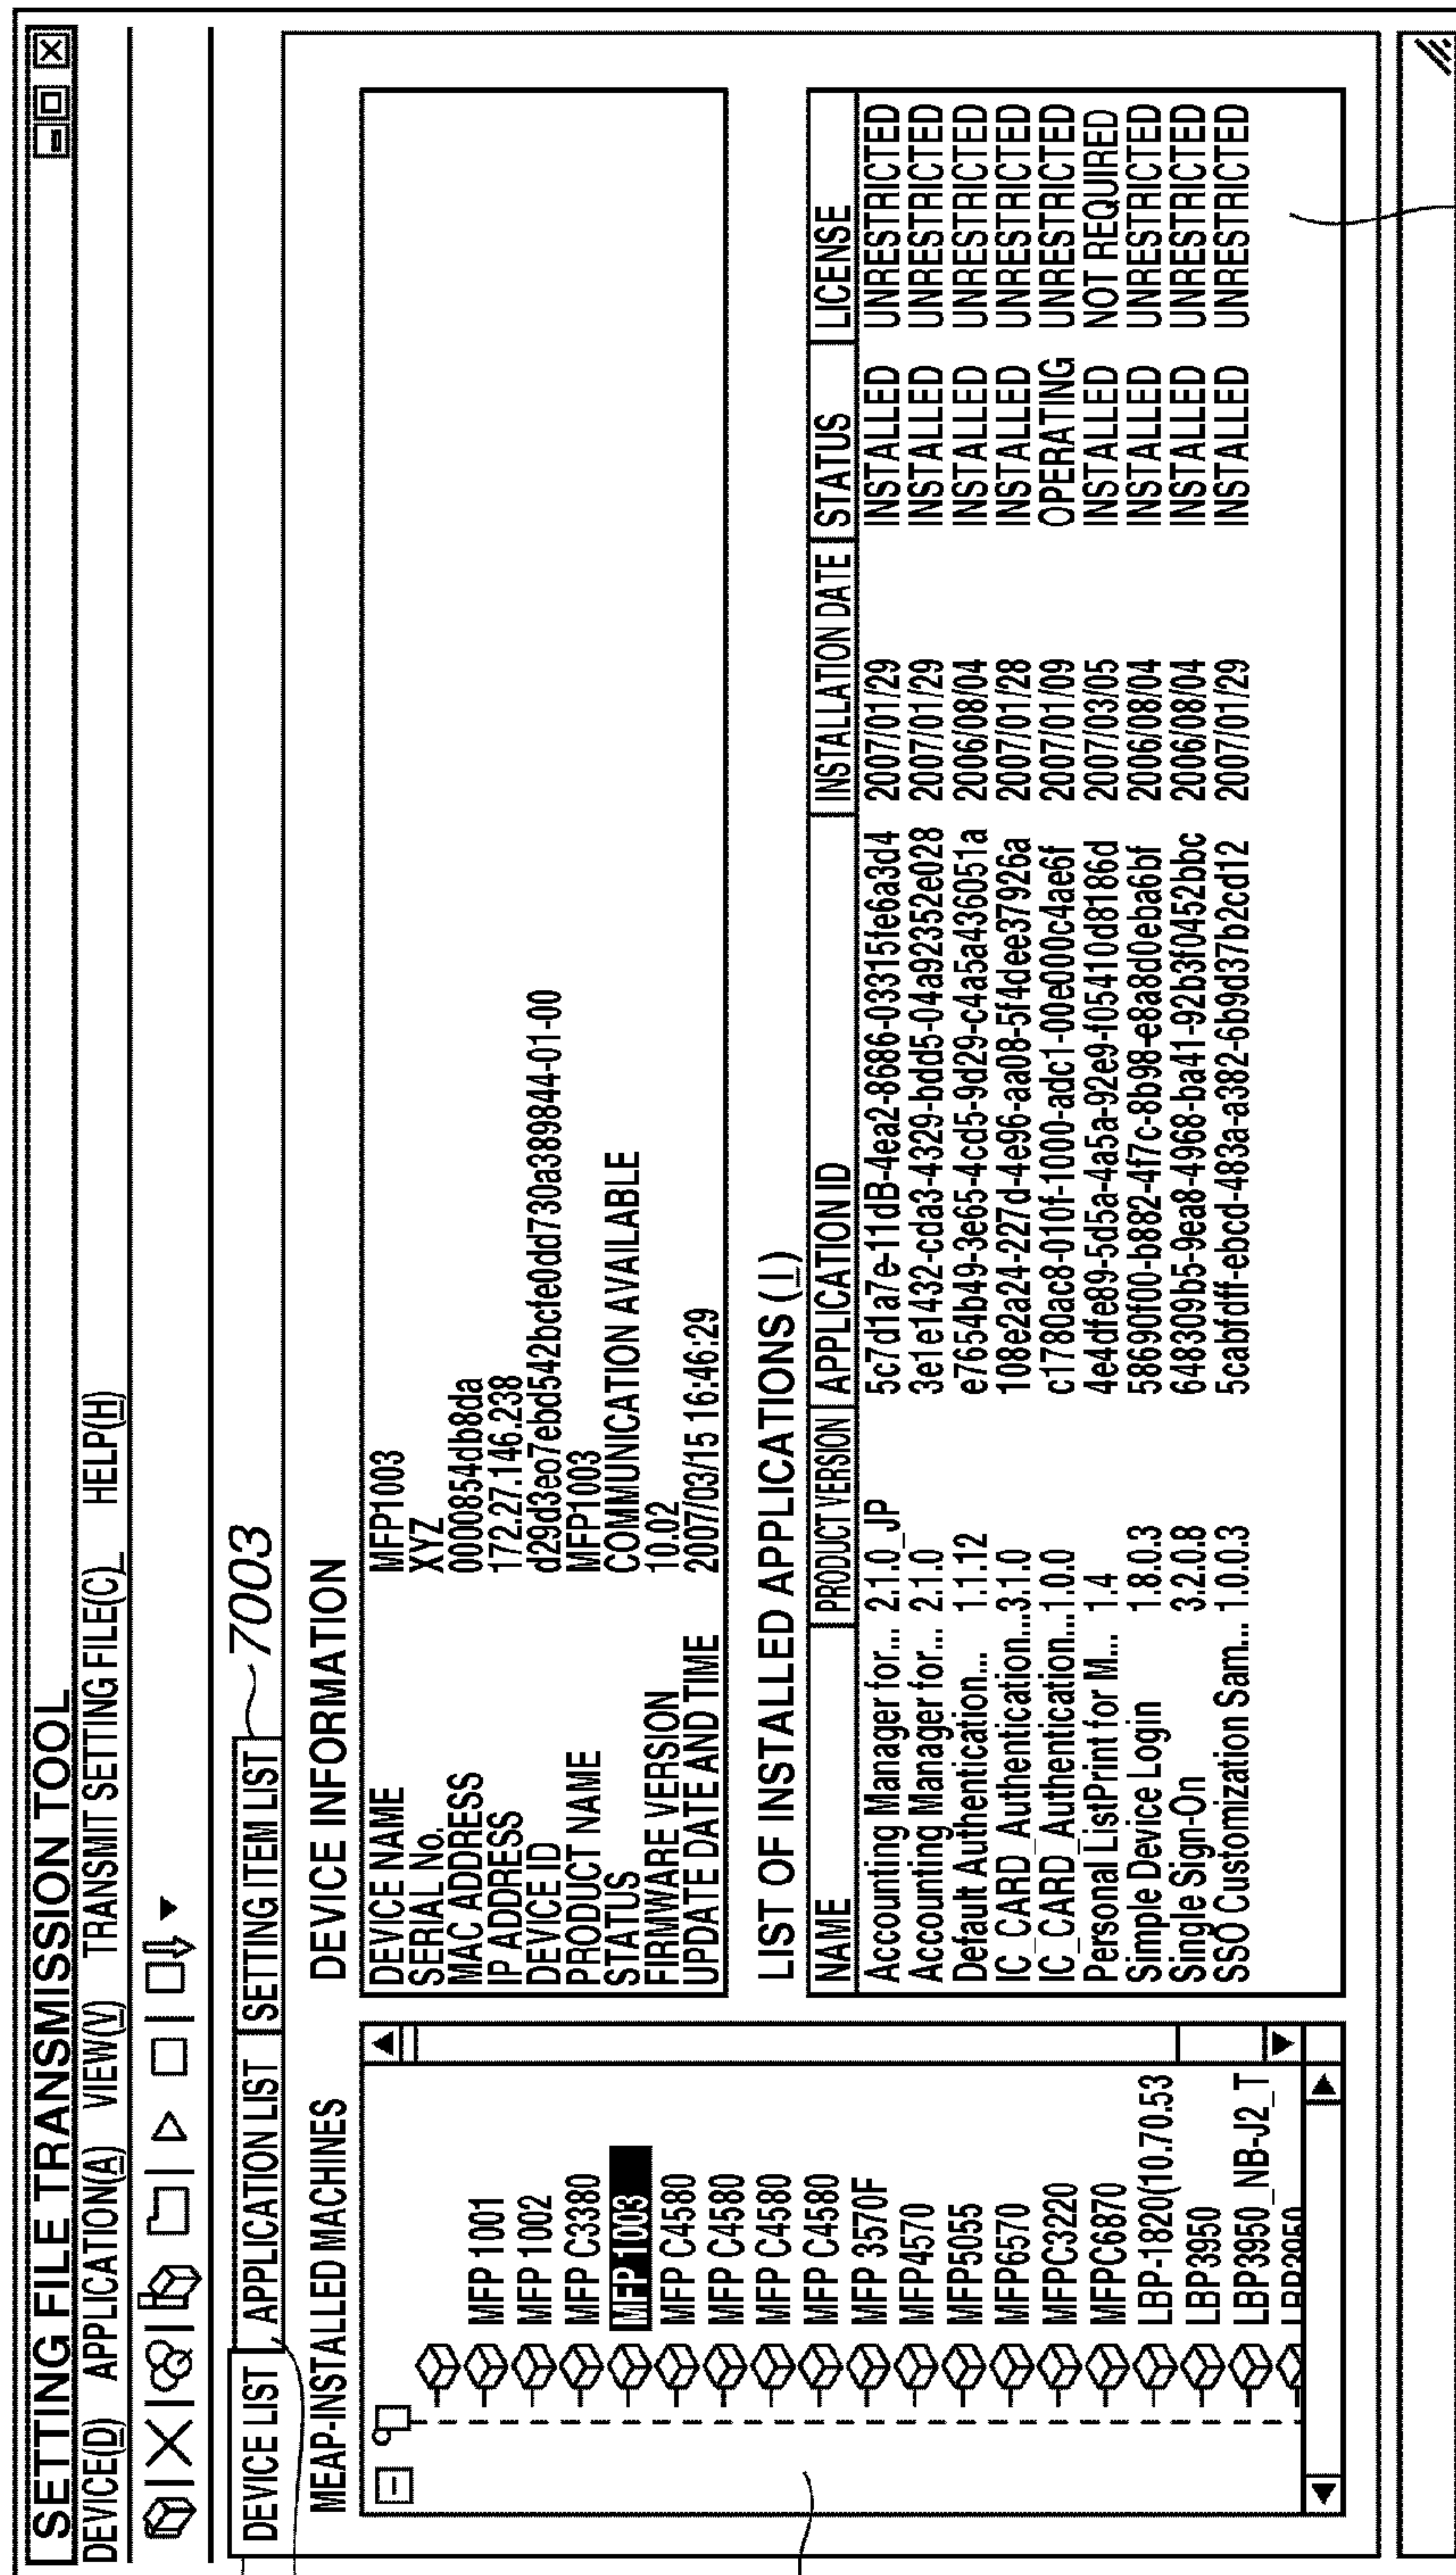 SETTING FILE TRANSMISSION TOOL
DEVICE(D) APPLICATION(A) VIEW(V) TRANSMIT SETTING FILE(C) HELP(H)
DEVICE LIST APPLICATION LIST SETTING ITEM LIST 7003
MEAP-INSTALLED MACHINES
MFP 1001
MFP 1002
MFP C3380
MFP 1003
MFP C4580
MFP C4580
MFP C4580
MFP C4580
MFP 3570F
MFP4570
MFP5055
MFP6570
MFPC3220
MFPC6870
LBP-1820(10.70.53
LBP3950
LBP3950_NB-J2_T
LBP3950
DEVICE INFORMATION
DEVICE NAME MFP1003
SERIAL No. XYZ
MAC ADDRESS 0000854db8da
IP ADDRESS 172.27.146.238
DEVICE ID d29d3eo7ebd542bcfe0dd730a389844-01-00
PRODUCT NAME MFP1003
STATUS COMMUNICATION AVAILABLE
FIRMWARE VERSION 10.02
UPDATE DATE AND TIME 2007/03/15 16:46:29
LIST OF INSTALLED APPLICATIONS (I)
NAME PRODUCT VERSION APPLICATION ID INSTALLATION DATE STATUS LICENSE
Accounting Manager for... 2.1.0_JP 5c7d1a7e-11dB-4ea2-8686-03315fe6a3d4 2007/01/29 INSTALLED UNRESTRICTED
Accounting Manager for... 2.1.0 3e1e1432-cda3-4329-bdd5-04a92352e028 2007/01/29 INSTALLED UNRESTRICTED
Default Authentication... 1.1.12 e7654b49-3e65-4cd5-9d29-c4a5a436051a 2006/08/04 INSTALLED UNRESTRICTED
IC_CARD_Authentication...3.1.0 108e2a24-227d-4e96-aa08-5f4dee37926a 2007/01/28 INSTALLED UNRESTRICTED
IC_CARD_Authentication...1.0.0 c1780ac8-010f-1000-adc1-00e000c4ae6f 2007/01/09 OPERATING UNRESTRICTED
Personal ListPrint for M... 1.4 4e4dfe89-5d5a-4a5a-92e9-f05410d8186d 2007/03/05 INSTALLED NOT REQUIRED
Simple Device Login 1.8.0.3 58690f00-b882-4f7c-8b98-e8a8d0eba6bf 2006/08/04 INSTALLED UNRESTRICTED
Single Sign-On 3.2.0.8 648309b5-9ea8-4968-ba41-92b3f0452bbc 2006/08/04 INSTALLED UNRESTRICTED
SSO Customization Sam... 1.0.0.3 5cabfdff-ebcd-483a-a382-6b9d37b2cd12 2007/01/29 INSTALLED UNRESTRICTED